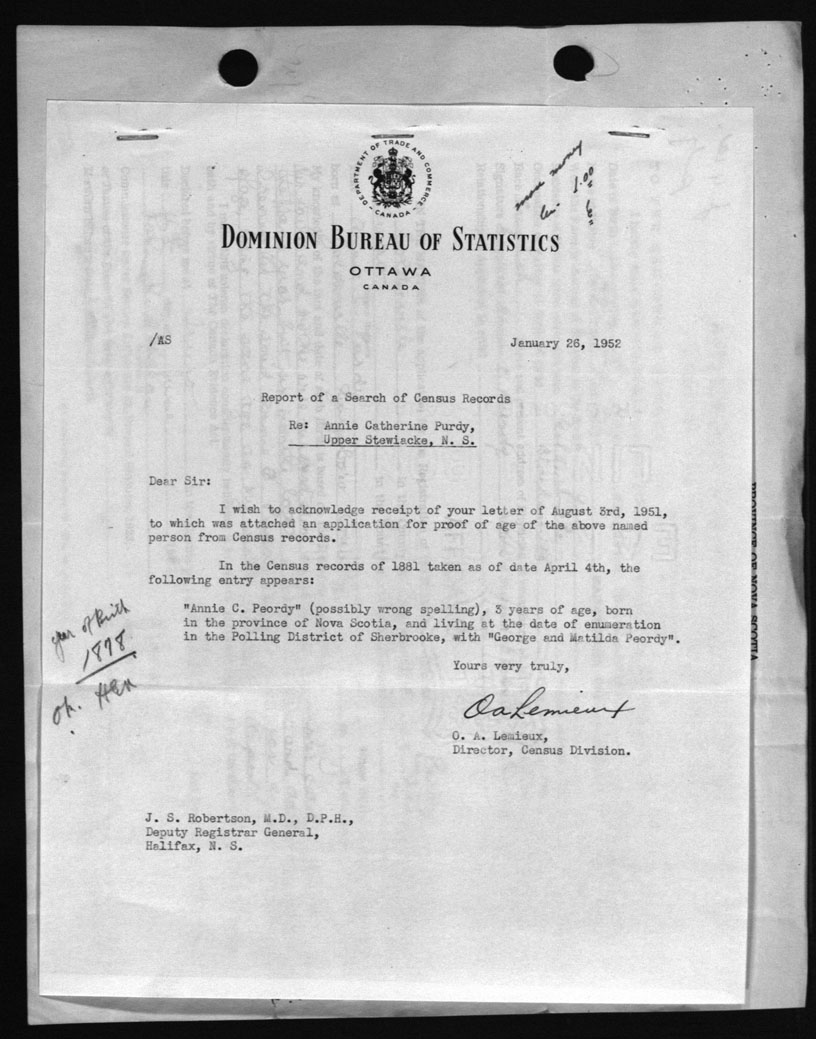 DEPARTMENT OF TRADE AND COMMERCE
CANADA
1.00
DOMINION BUREAU OF STATISTICS
OTTAWA
CANADA
/AS
January 26, 1952
Report of a Search of Census Records
Re: Annie Catherine Purdy,
Upper Stewiacke, N. S.
Dear Sir:
I wish to acknowledge receipt of your letter of August 3rd, 1951,
to which was attached an application for proof of age of the above named
person from Census records.
In the Census records of 1881 taken as of date April 4th, the
following entry appears:
"Annie C. Peordy" (possibly wrong spelling), 3 years of age, born
in the province of Nova Scotia, and living at the date of enumeration
in the Polling District of Sherbrooke, with "George and Matilda Peordy".
year of Birth
1878
Yours very truly,
OaLemieux
O. A. Lemieux,
Director, Census Division.
J. S. Robertson, M.D., D.P.H.,
Deputy Registrar General,
Halifax, N. S.
PROVINCE OF NOVA SCOTIA